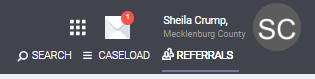 1
Sheila Crump,
Mecklenburg County
SC
SEARCH CASELOAD REFERRALS